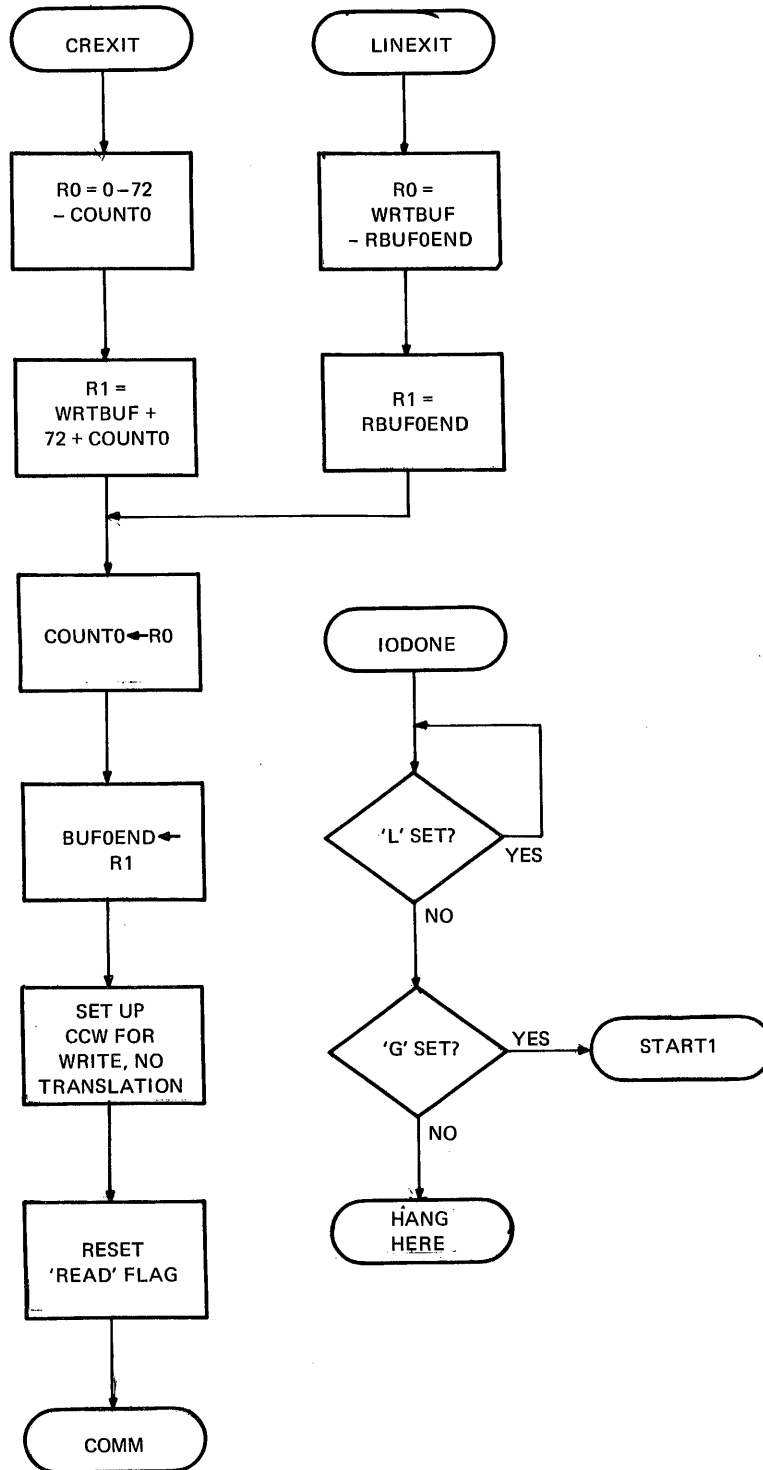 CREXIT
R0 = 0–72
– COUNT0
R1 =
WRTBUF +
72 + COUNT0
LINEXIT
R0 =
WRTBUF
– RBUF0END
R1 =
RBUF0END
COUNT0←R0
BUF0END←
R1
SET UP
CCW FOR
WRITE, NO
TRANSLATION
RESET
'READ' FLAG
COMM
IODONE
'L' SET?
YES
NO
'G' SET?
YES
START1
NO
HANG
HERE